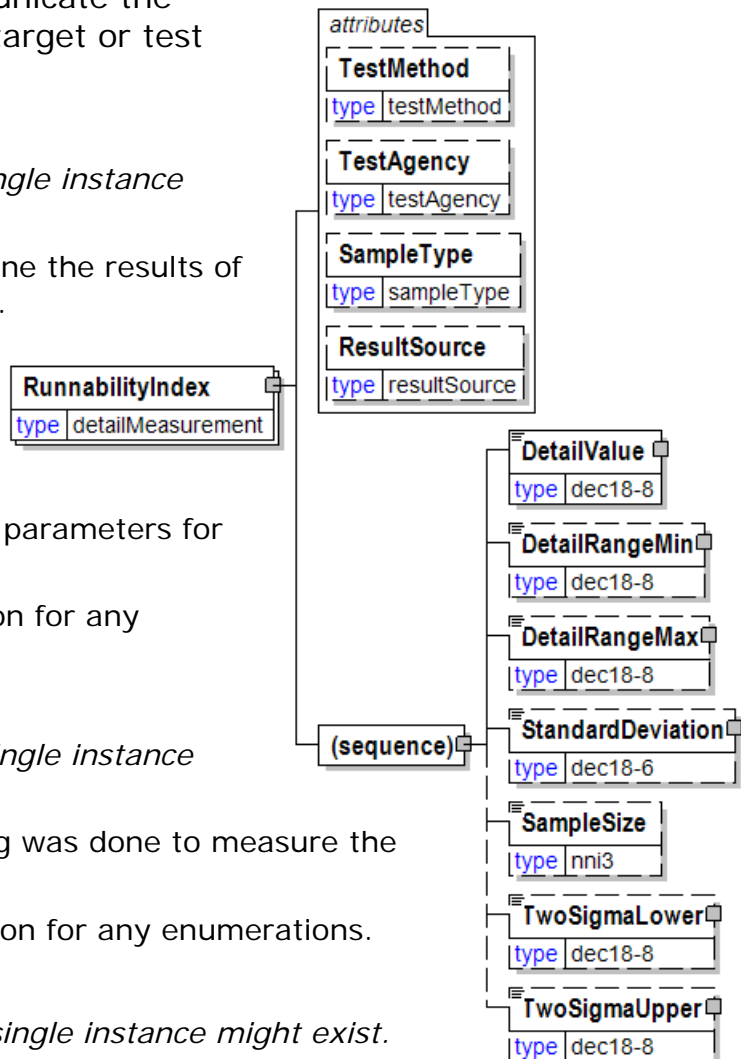 unicate the
target or test
ngle instance
ne the results of
.
parameters for
on for any
ngle instance
g was done to measure the
on for any enumerations.
single instance might exist.
attributes
TestMethod
type testMethod
TestAgency
type testAgency
SampleType
type sampleType
ResultSource
type resultSource
RunnabilityIndex
type detailMeasurement
(sequence)
DetailValue
type dec18-8
DetailRangeMin
type dec18-8
DetailRangeMax
type dec18-8
StandardDeviation
type dec18-6
SampleSize
type nni3
TwoSigmaLower
type dec18-8
TwoSigmaUpper
type dec18-8